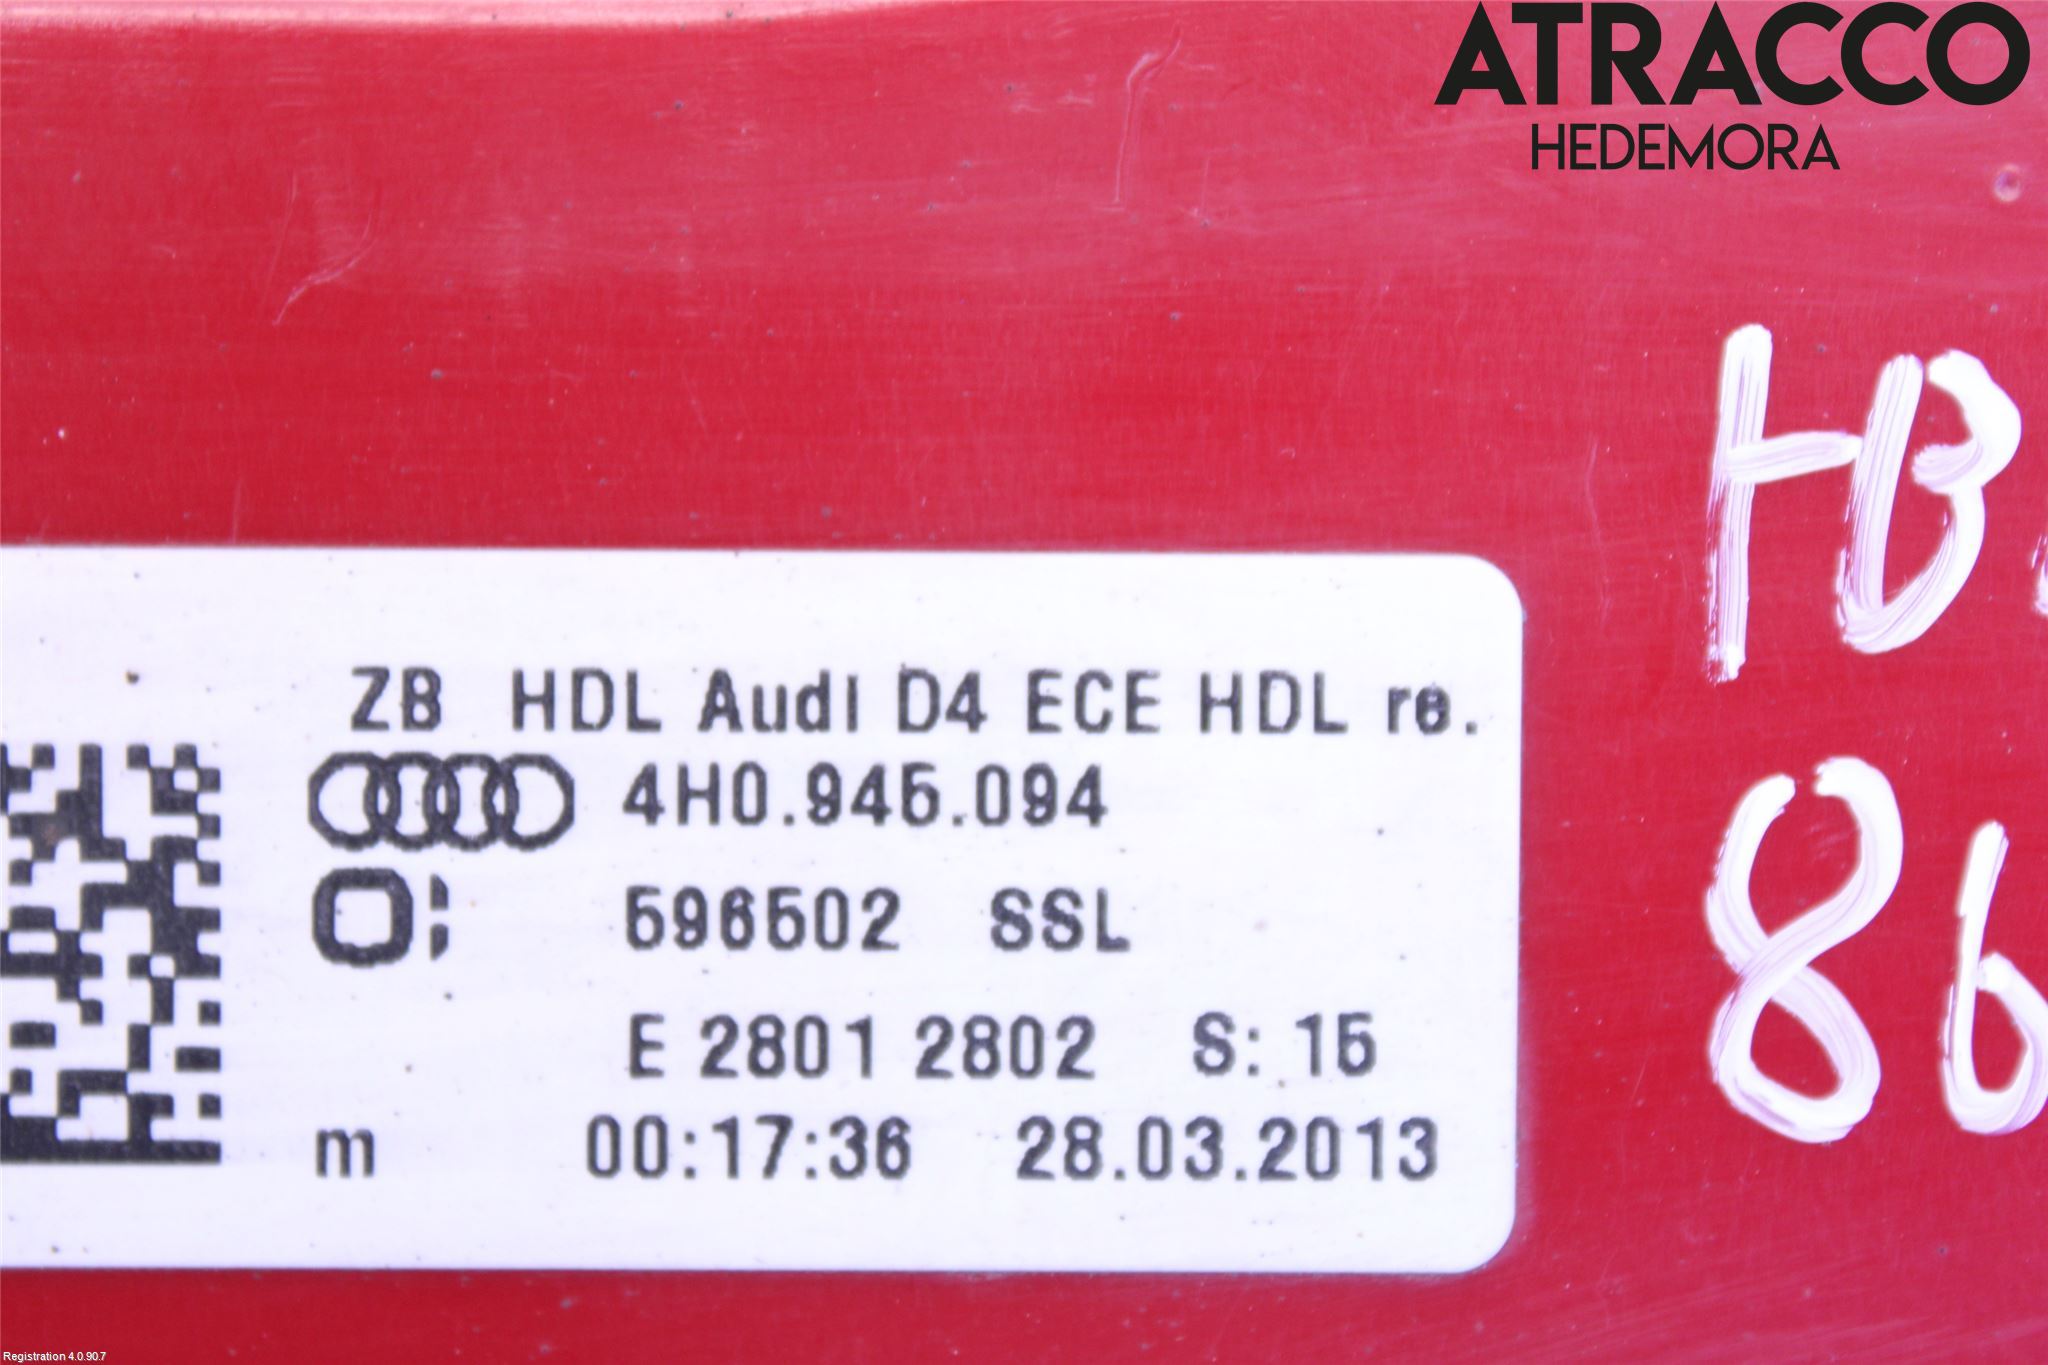 ATRACCO
HEDEMORA
HB
86
ZB HDL Audi D4 ECE HDL re.
4H0.945.094
596502 SSL
E 2801 2802 S: 15
m 00:17:36 28.03.2013
Registration 4.0.90.7